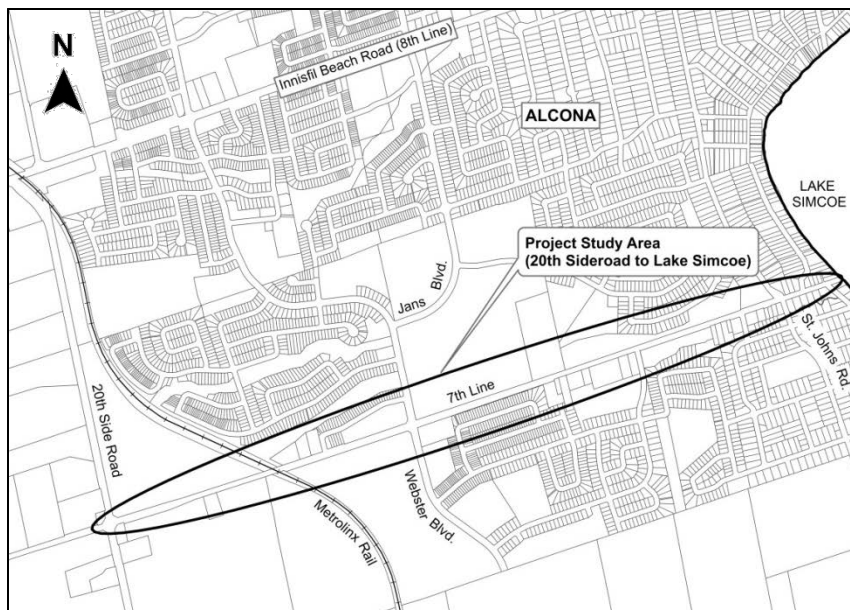 N
Innisfil Beach Road (8th Line)
ALCONA
LAKE
SIMCOE
Project Study Area
(20th Sideroad to Lake Simcoe)
Jans Blvd.
St. Johns Rd.
7th Line
20th Side Road
Webster Blvd.
Metrolinx Rail